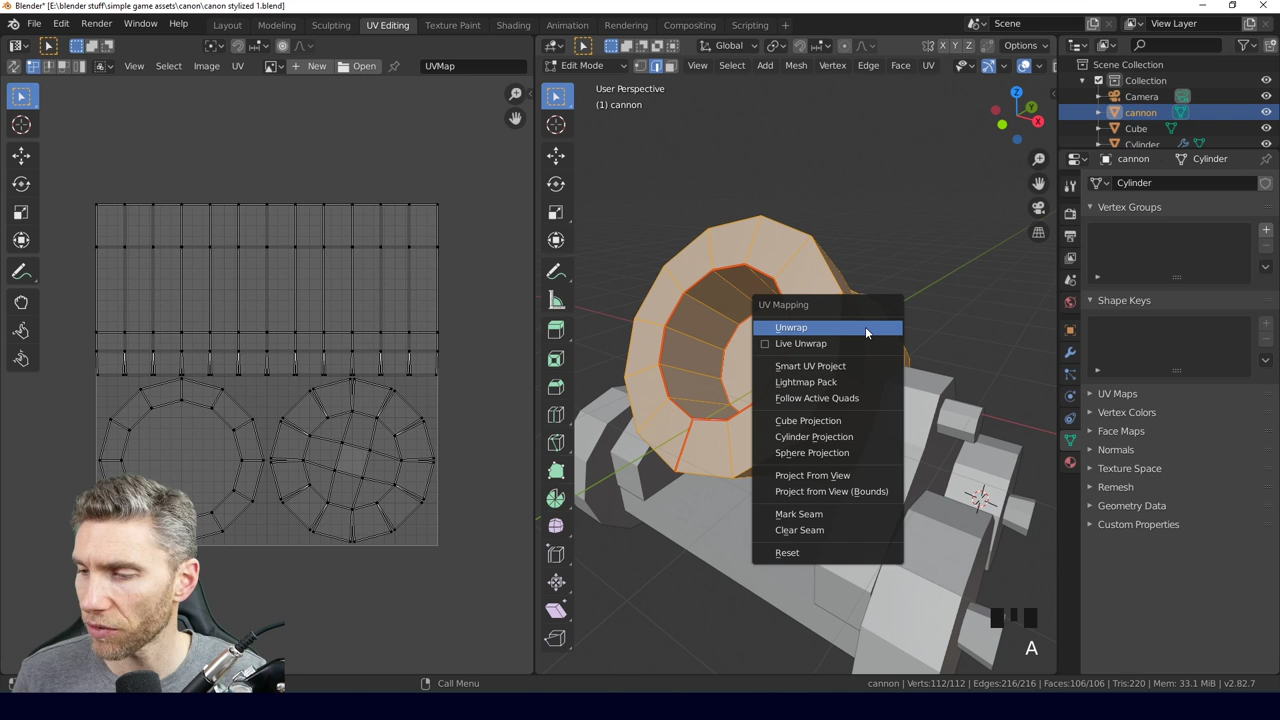 Blender* [E:\blender stuff\simple game assets\canon\canon stylized 1.blend]
File Edit Render Window Help
Layout Modeling Sculpting UV Editing Texture Paint Shading Animation Rendering Compositing Scripting
Scene
View Layer
Global
X Y Z
Options
View Select Image UV
New
Open
UVMap
Edit Mode
View Select Add Mesh Vertex Edge Face UV
User Perspective
(1) cannon
Z
Y
X
Scene Collection
Collection
Camera
cannon
Cube
Cylinder
cannon
Cylinder
Cylinder
Vertex Groups
Shape Keys
UV Maps
Vertex Colors
Face Maps
Normals
Texture Space
Remesh
Geometry Data
Custom Properties
UV Mapping
Unwrap
Live Unwrap
Smart UV Project
Lightmap Pack
Follow Active Quads
Cube Projection
Cylinder Projection
Sphere Projection
Project From View
Project from View (Bounds)
Mark Seam
Clear Seam
Reset
A
Call Menu
cannon | Verts:112/112 | Edges:216/216 | Faces:106/106 | Tris:220 | Mem: 33.1 MiB | v2.82.7